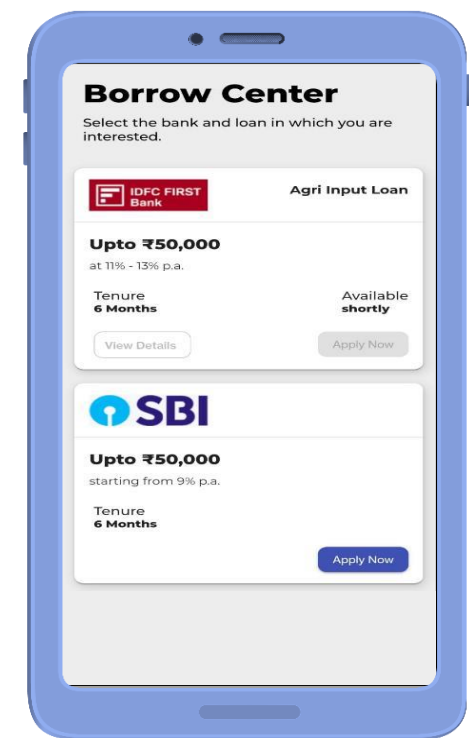 Borrow Center
Select the bank and loan in which you are
interested.
IDFC FIRST
Bank
Agri Input Loan
Upto ₹50,000
at 11% - 13% p.a.
Tenure
6 Months
Available
shortly
View Details
Apply Now
SBI
Upto ₹50,000
starting from 9% p.a.
Tenure
6 Months
Apply Now